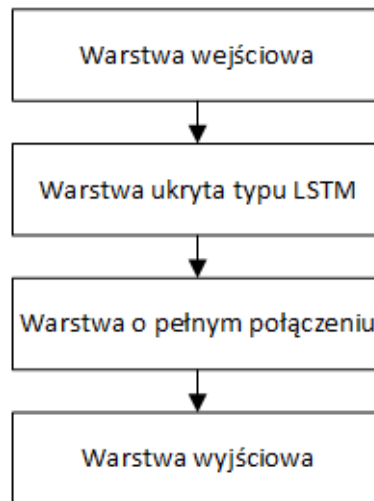 Warstwa wejściowa
Warstwa ukryta typu LSTM
Warstwa o pełnym połączeniu
Warstwa wyjściowa